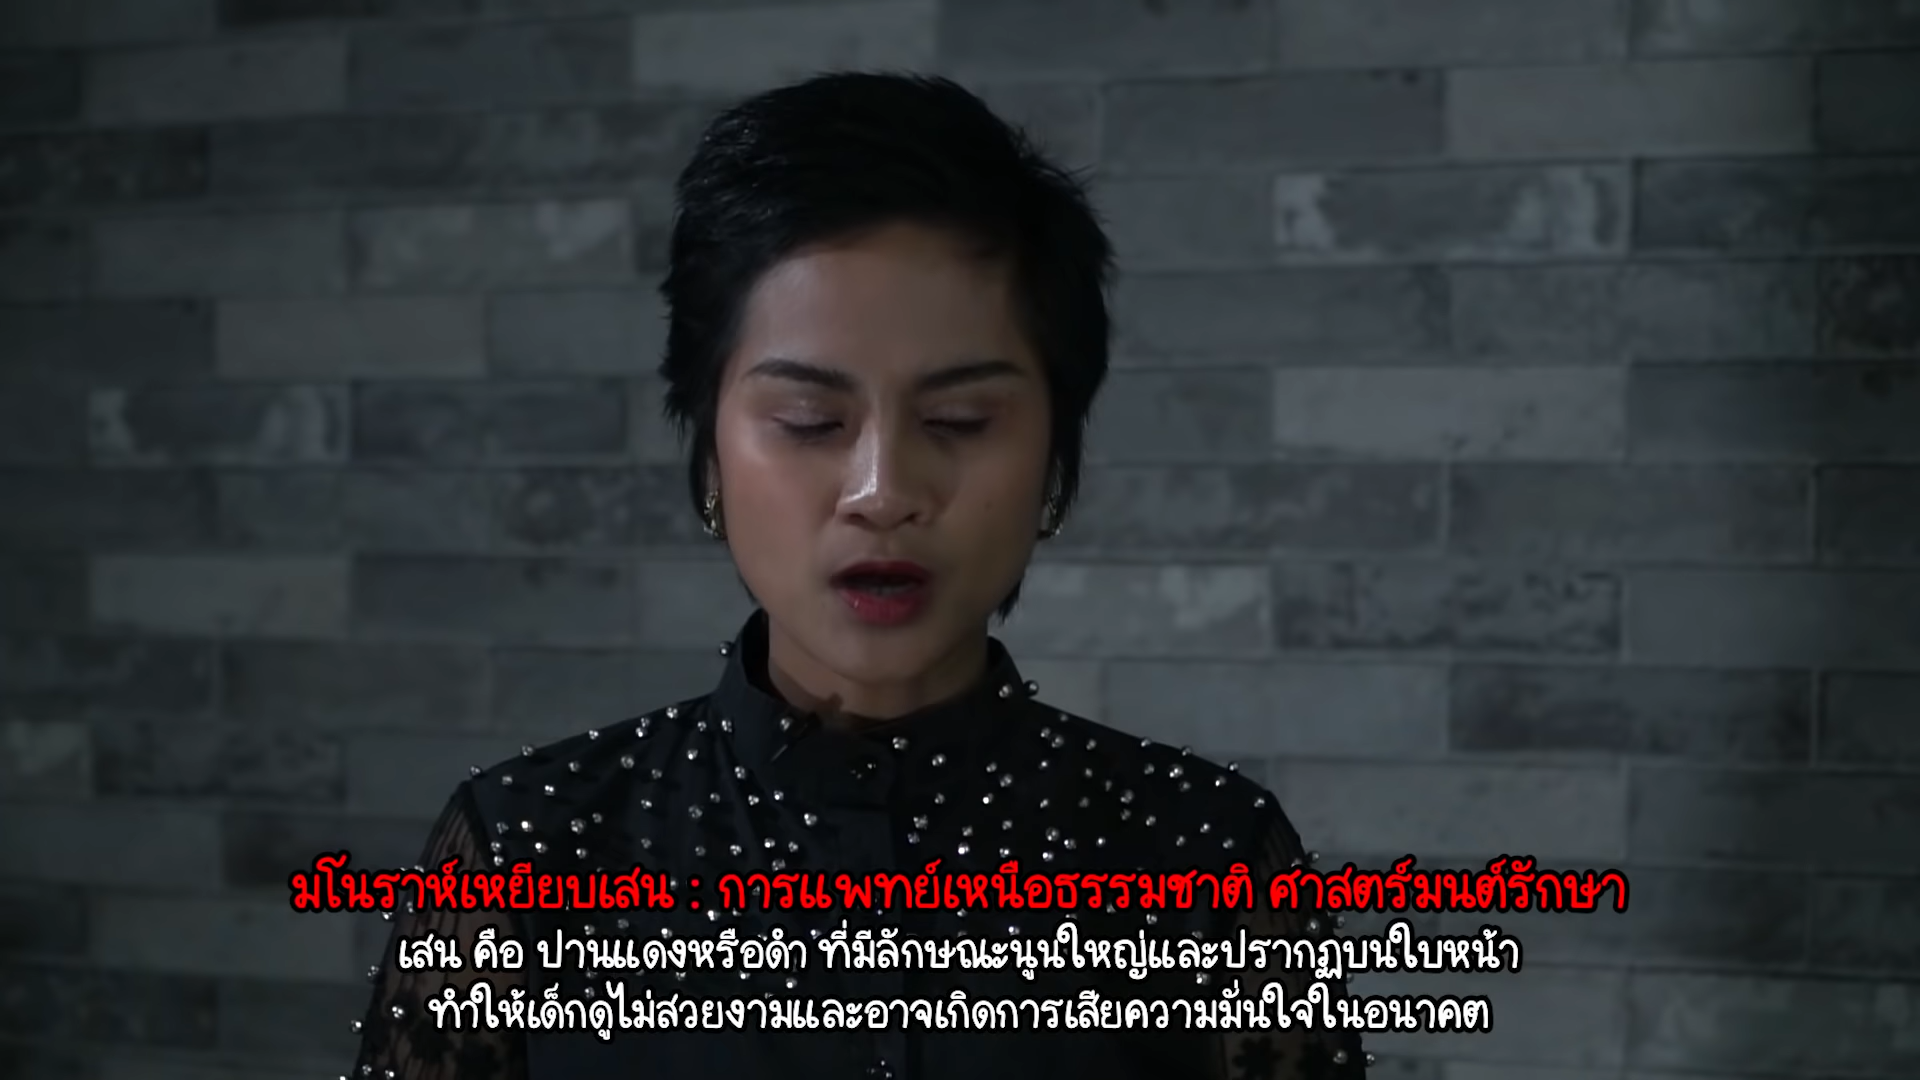 มโนราห์เหยียบเสน : การแพทย์เหนือธรรมชาติ ศาสตร์มนต์รักษา
เสน คือ ปานแดงหรือดำ ที่มีลักษณะนูนใหญ่และปรากฏบนใบหน้า
ทำให้เด็กดูไม่สวยงามและอาจเกิดการเสียความมั่นใจในอนาคต